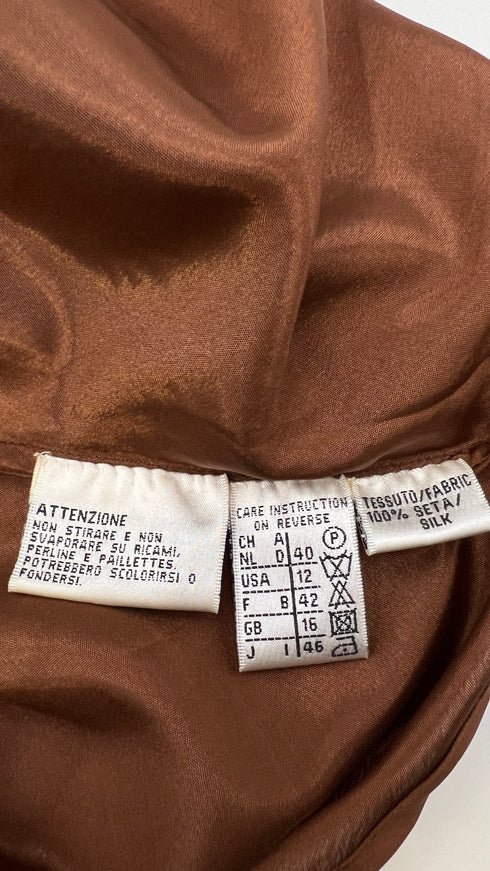 ATTENZIONE
NON STIRARE E NON
SVAPORARE SU RICAMI,
PERLINE E PAILLETTES.
POTREBBERO SCOLORIRSI O
FONDERSI.
CARE INSTRUCTION
ON REVERSE
CH A
NL D 40
USA 12
F B 42
GB 16
J I 46
P
TESSUTO/FABRIC
100% SETA/
SILK